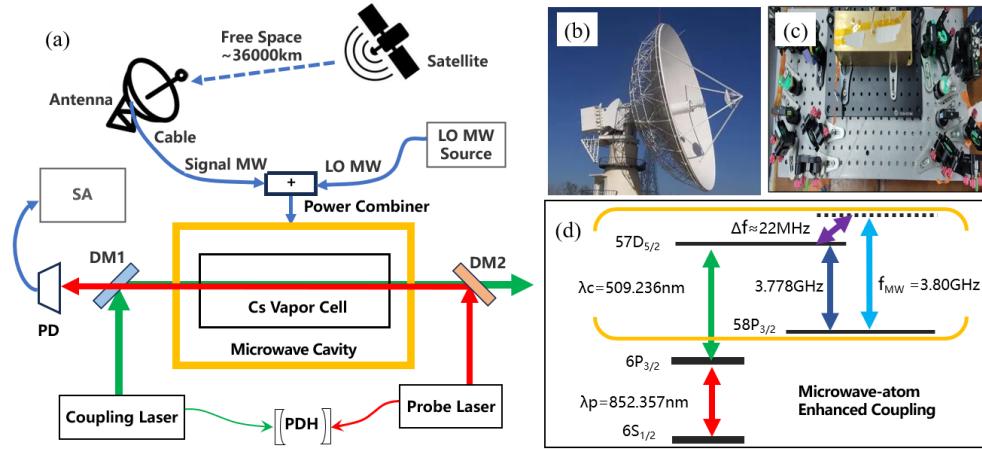 (a)
Free Space
~36000km
Satellite
Antenna
Cable
Signal MW
LO MW
LO MW
Source
+
Power Combiner
SA
DM1
DM2
PD
Cs Vapor Cell
Microwave Cavity
Coupling Laser
PDH
Probe Laser
(b)
(c)
(d)
Δf≈22MHz
57D5/2
λc=509.236nm
3.778GHz
fMW =3.80GHz
58P3/2
6P3/2
λp=852.357nm
6S1/2
Microwave-atom
Enhanced Coupling